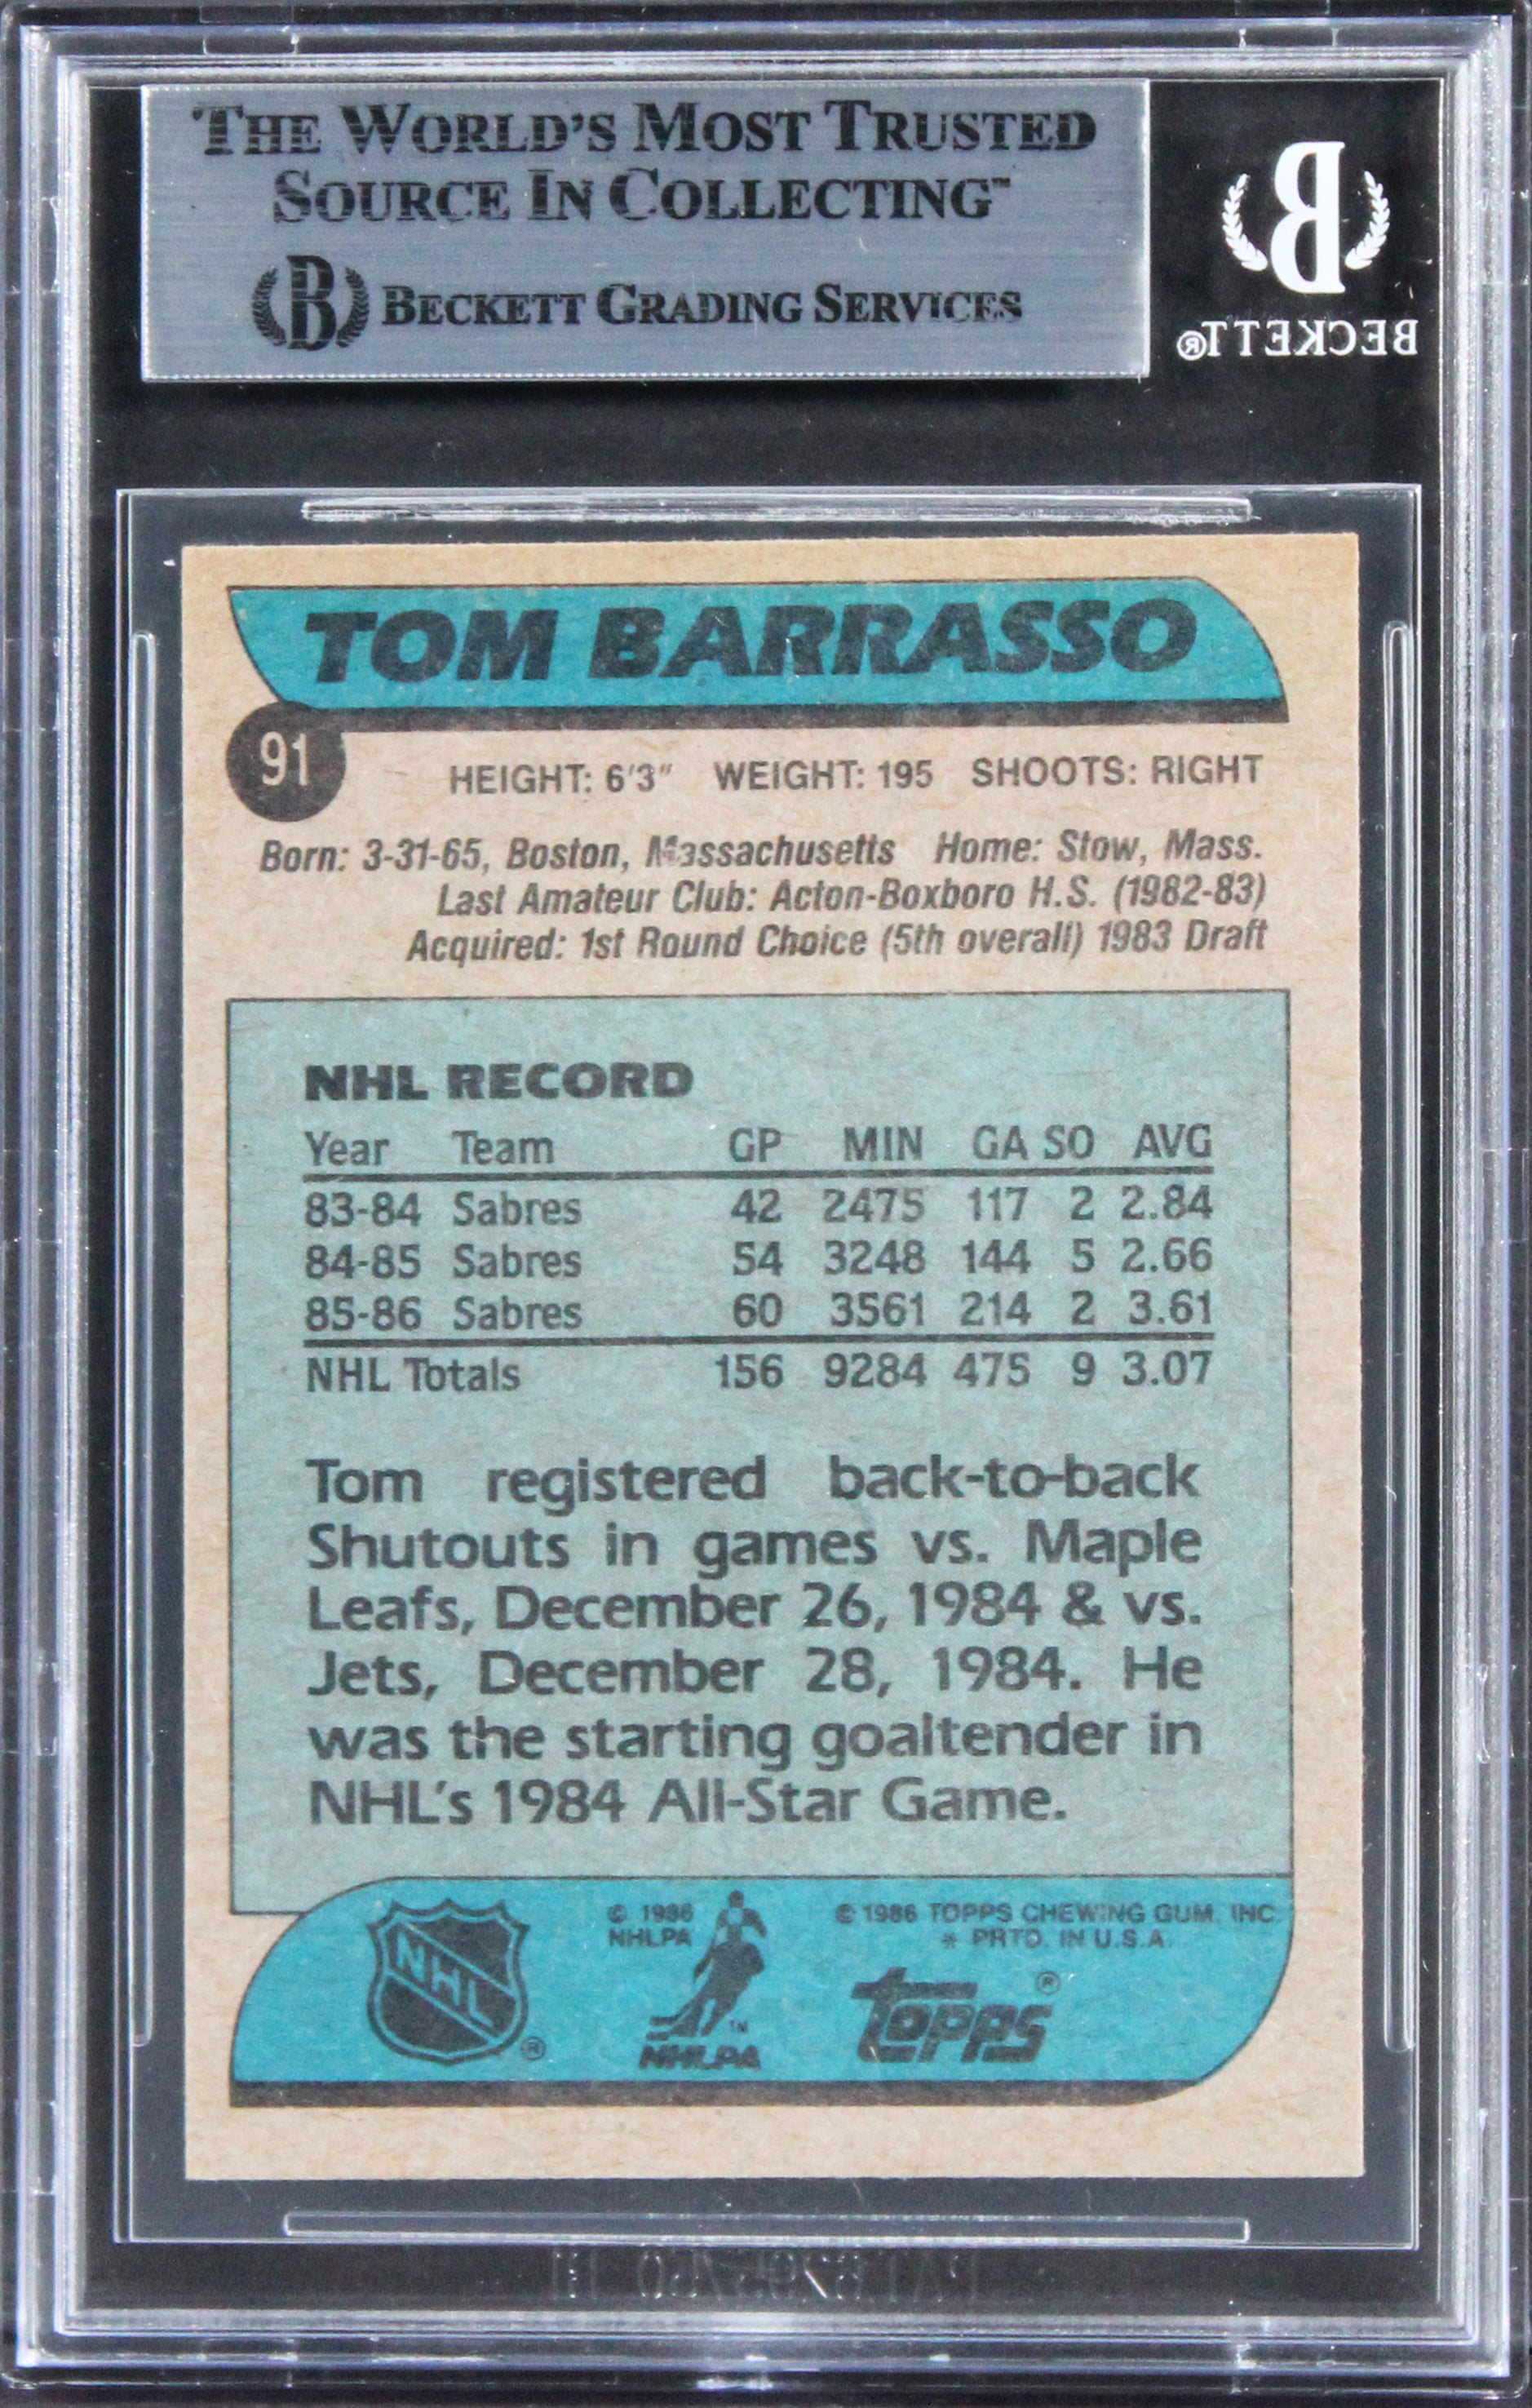 THE WORLD'S MOST TRUSTED
SOURCE IN COLLECTING™
B BECKETT GRADING SERVICES
B
BECKETT®
TOM BARRASSO
91
HEIGHT: 6'3" WEIGHT: 195 SHOOTS: RIGHT
Born: 3-31-65, Boston, Massachusetts Home: Stow, Mass.
Last Amateur Club: Acton-Boxboro H.S. (1982-83)
Acquired: 1st Round Choice (5th overall) 1983 Draft
NHL RECORD
Year Team GP MIN GA SO AVG
83-84 Sabres 42 2475 117 2 2.84
84-85 Sabres 54 3248 144 5 2.66
85-86 Sabres 60 3561 214 2 3.61
NHL Totals 156 9284 475 9 3.07
Tom registered back-to-back
Shutouts in games vs. Maple
Leafs, December 26, 1984 & vs.
Jets, December 28, 1984. He
was the starting goaltender in
NHL's 1984 All-Star Game.
NHL®
© 1986
NHLPA
TM
NHLPA
© 1986 TOPPS CHEWING GUM, INC.
* PRTD. IN U.S.A.
topps®